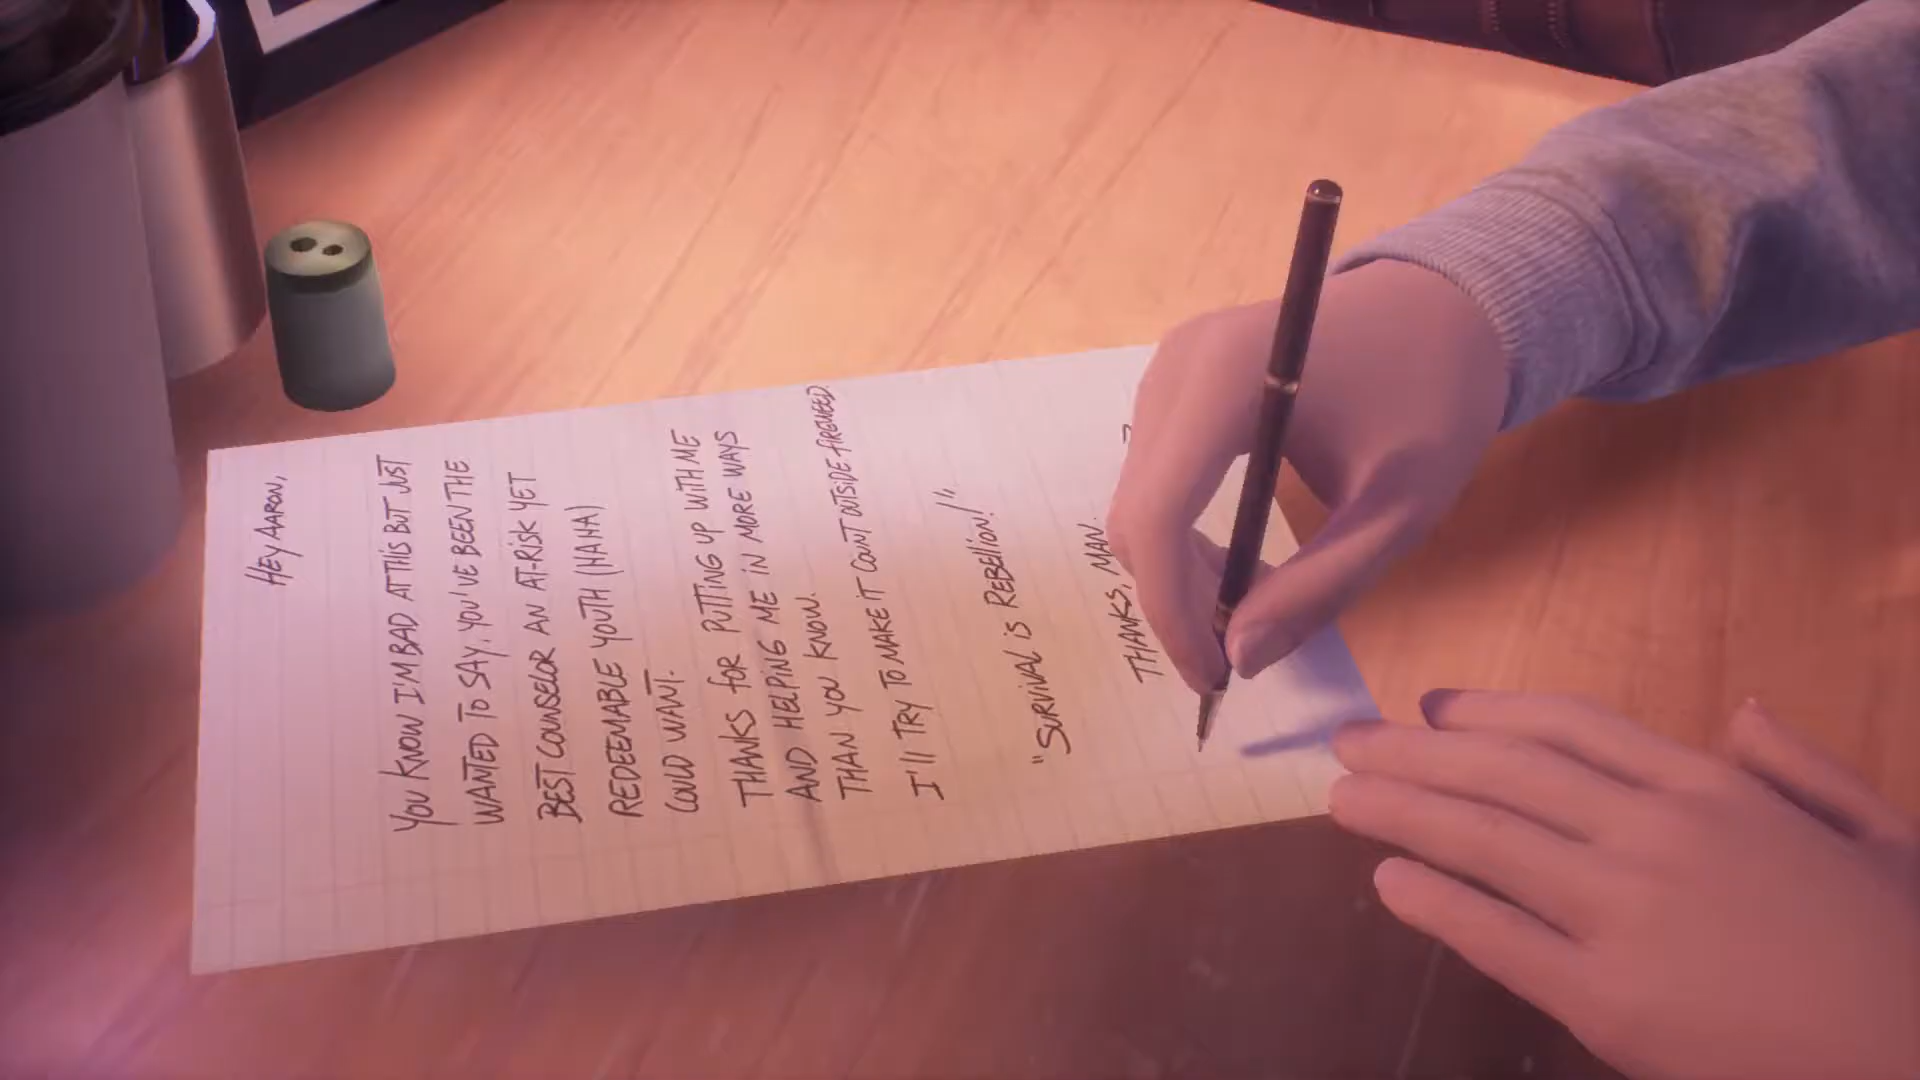 Hey Aaron,
You know I'm bad at this but just
wanted to say, you've been the
best counselor an at-risk yet
redeemable youth (haha)
could want.
Thanks for putting up with me
and helping me in more ways
than you know.
I'll try to make it count outside Fireweed.
"Survival is Rebellion!".
Thanks, man.